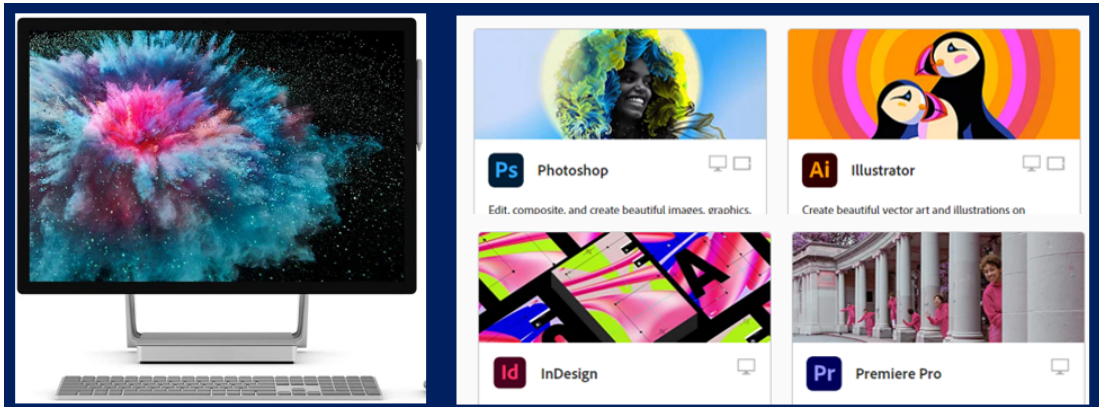 Ps Photoshop
Ai Illustrator
Edit, composite, and create beautiful images, graphics,
Create beautiful vector art and illustrations on
A
Id InDesign
Pr Premiere Pro